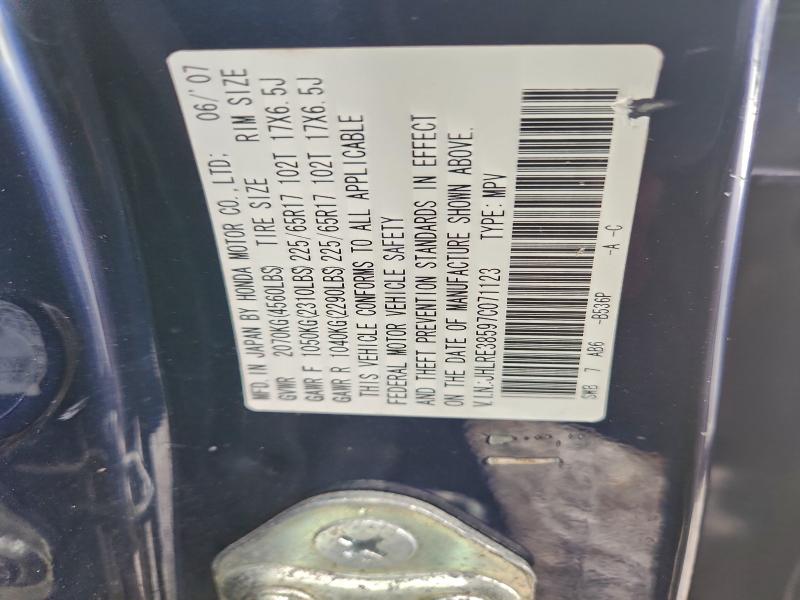 MFD. IN JAPAN BY HONDA MOTOR CO., LTD; 06/'07
GVWR 2070KG(4560LBS) TIRE SIZE RIM SIZE
GAWR F 1050KG(2310LBS) 225/65R17 102T 17X6.5J
GAWR R 1040KG(2290LBS) 225/65R17 102T 17X6.5J
THIS VEHICLE CONFORMS TO ALL APPLICABLE
FEDERAL MOTOR VEHICLE SAFETY
AND THEFT PREVENTION STANDARDS IN EFFECT
ON THE DATE OF MANUFACTURE SHOWN ABOVE.
V.I.N.:JHLRE38597C071123 TYPE: MPV
SWB 7 AB6 -B536P -A -C